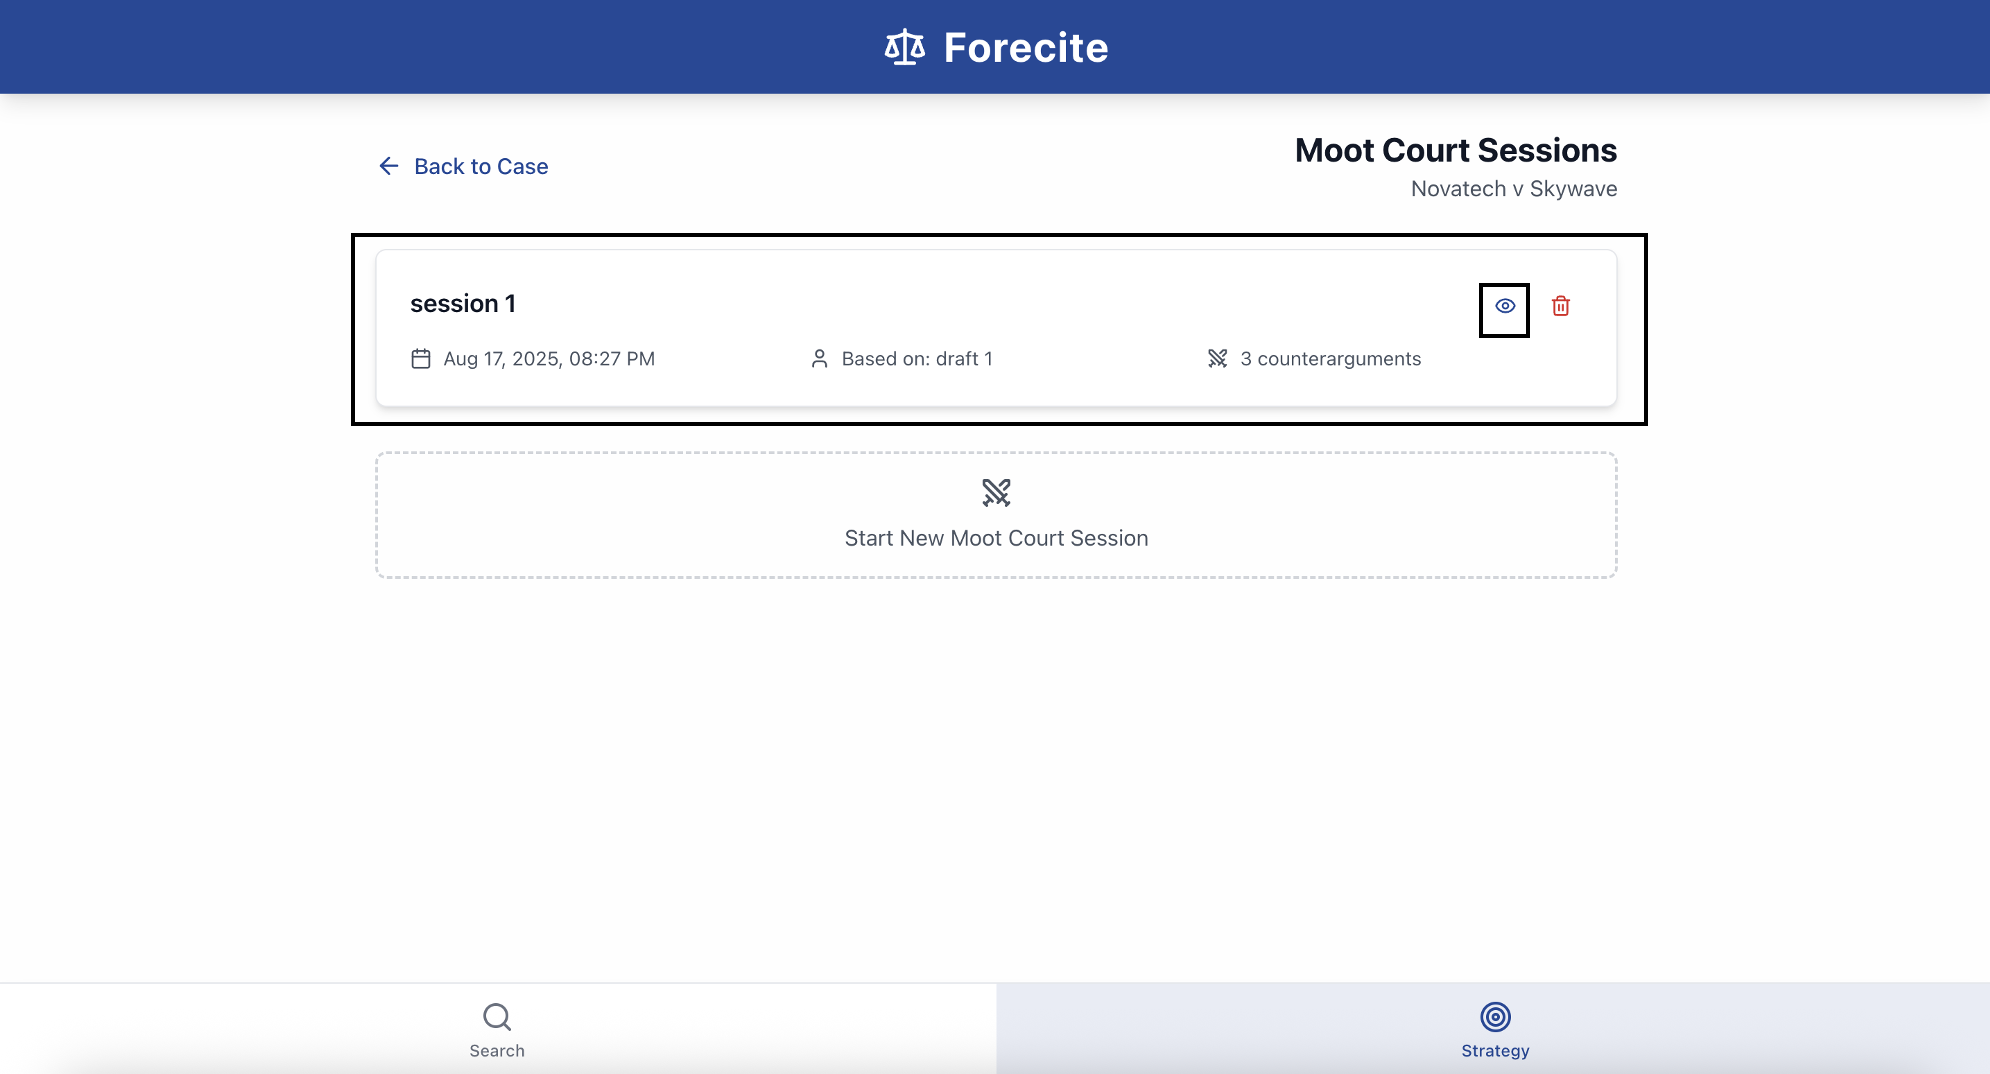 Forecite
Back to Case
Moot Court Sessions
Novatech v Skywave
session 1
Aug 17, 2025, 08:27 PM
Based on: draft 1
3 counterarguments
Start New Moot Court Session
Search
Strategy